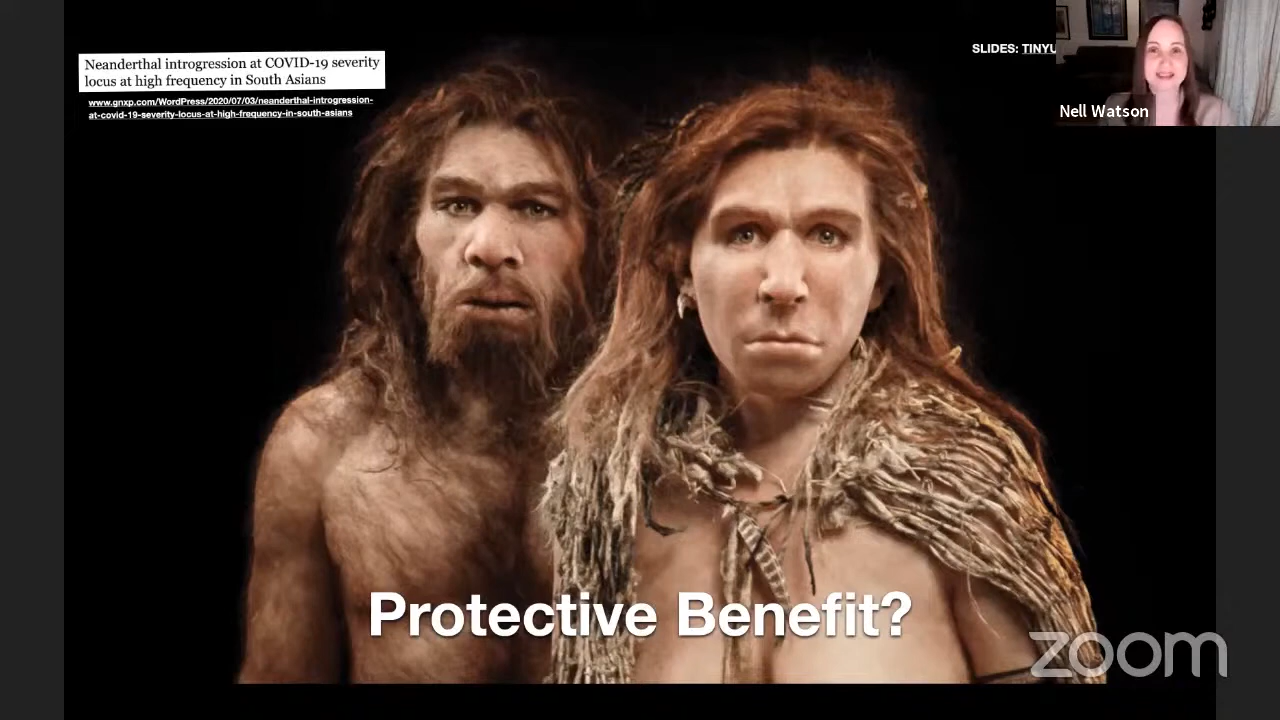 Neanderthal introgression at COVID-19 severity
locus at high frequency in South Asians
www.gnxp.com/WordPress/2020/07/03/neanderthal-introgression-
at-covid-19-severity-locus-at-high-frequency-in-south-asians
SLIDES: TINYU
Nell Watson
Protective Benefit?
zoom